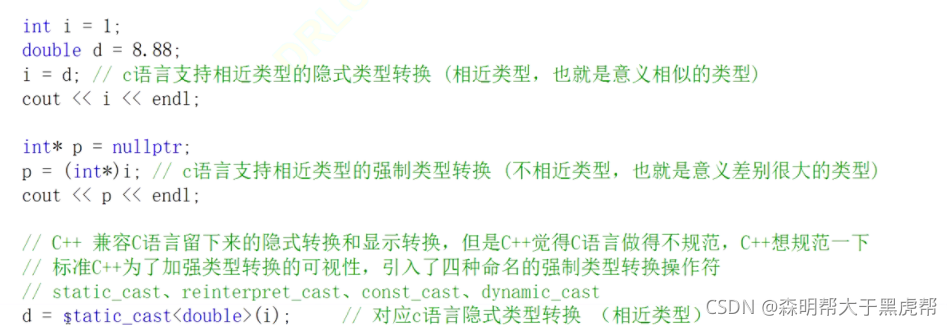 int i = 1;
double d = 8.88;
i = d; // c语言支持相近类型的隐式类型转换 (相近类型，也就是意义相似的类型)
cout << i << endl;
int* p = nullptr;
p = (int*)i; // c语言支持相近类型的强制类型转换 (不相近类型，也就是意义差别很大的类型)
cout << p << endl;
// C++ 兼容C语言留下来的隐式转换和显示转换，但是C++觉得C语言做得不规范，C++想规范一下
// 标准C++为了加强类型转换的可视性，引入了四种命名的强制类型转换操作符
// static_cast、reinterpret_cast、const_cast、dynamic_cast
d = static_cast<double>(i); // 对应c语言隐式类型转换 （相近类型）
CSDN @森明帮大于黑虎帮